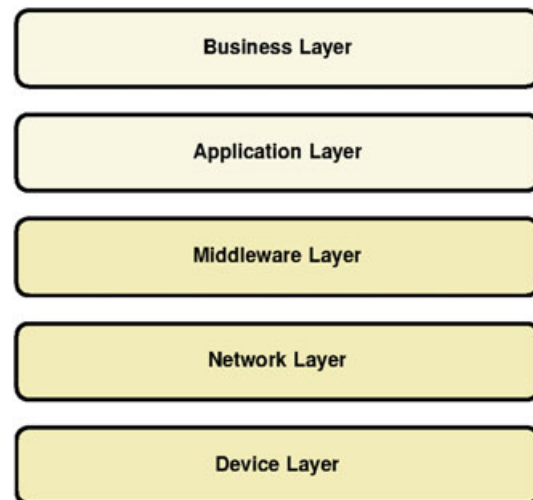 Business Layer
Application Layer
Middleware Layer
Network Layer
Device Layer